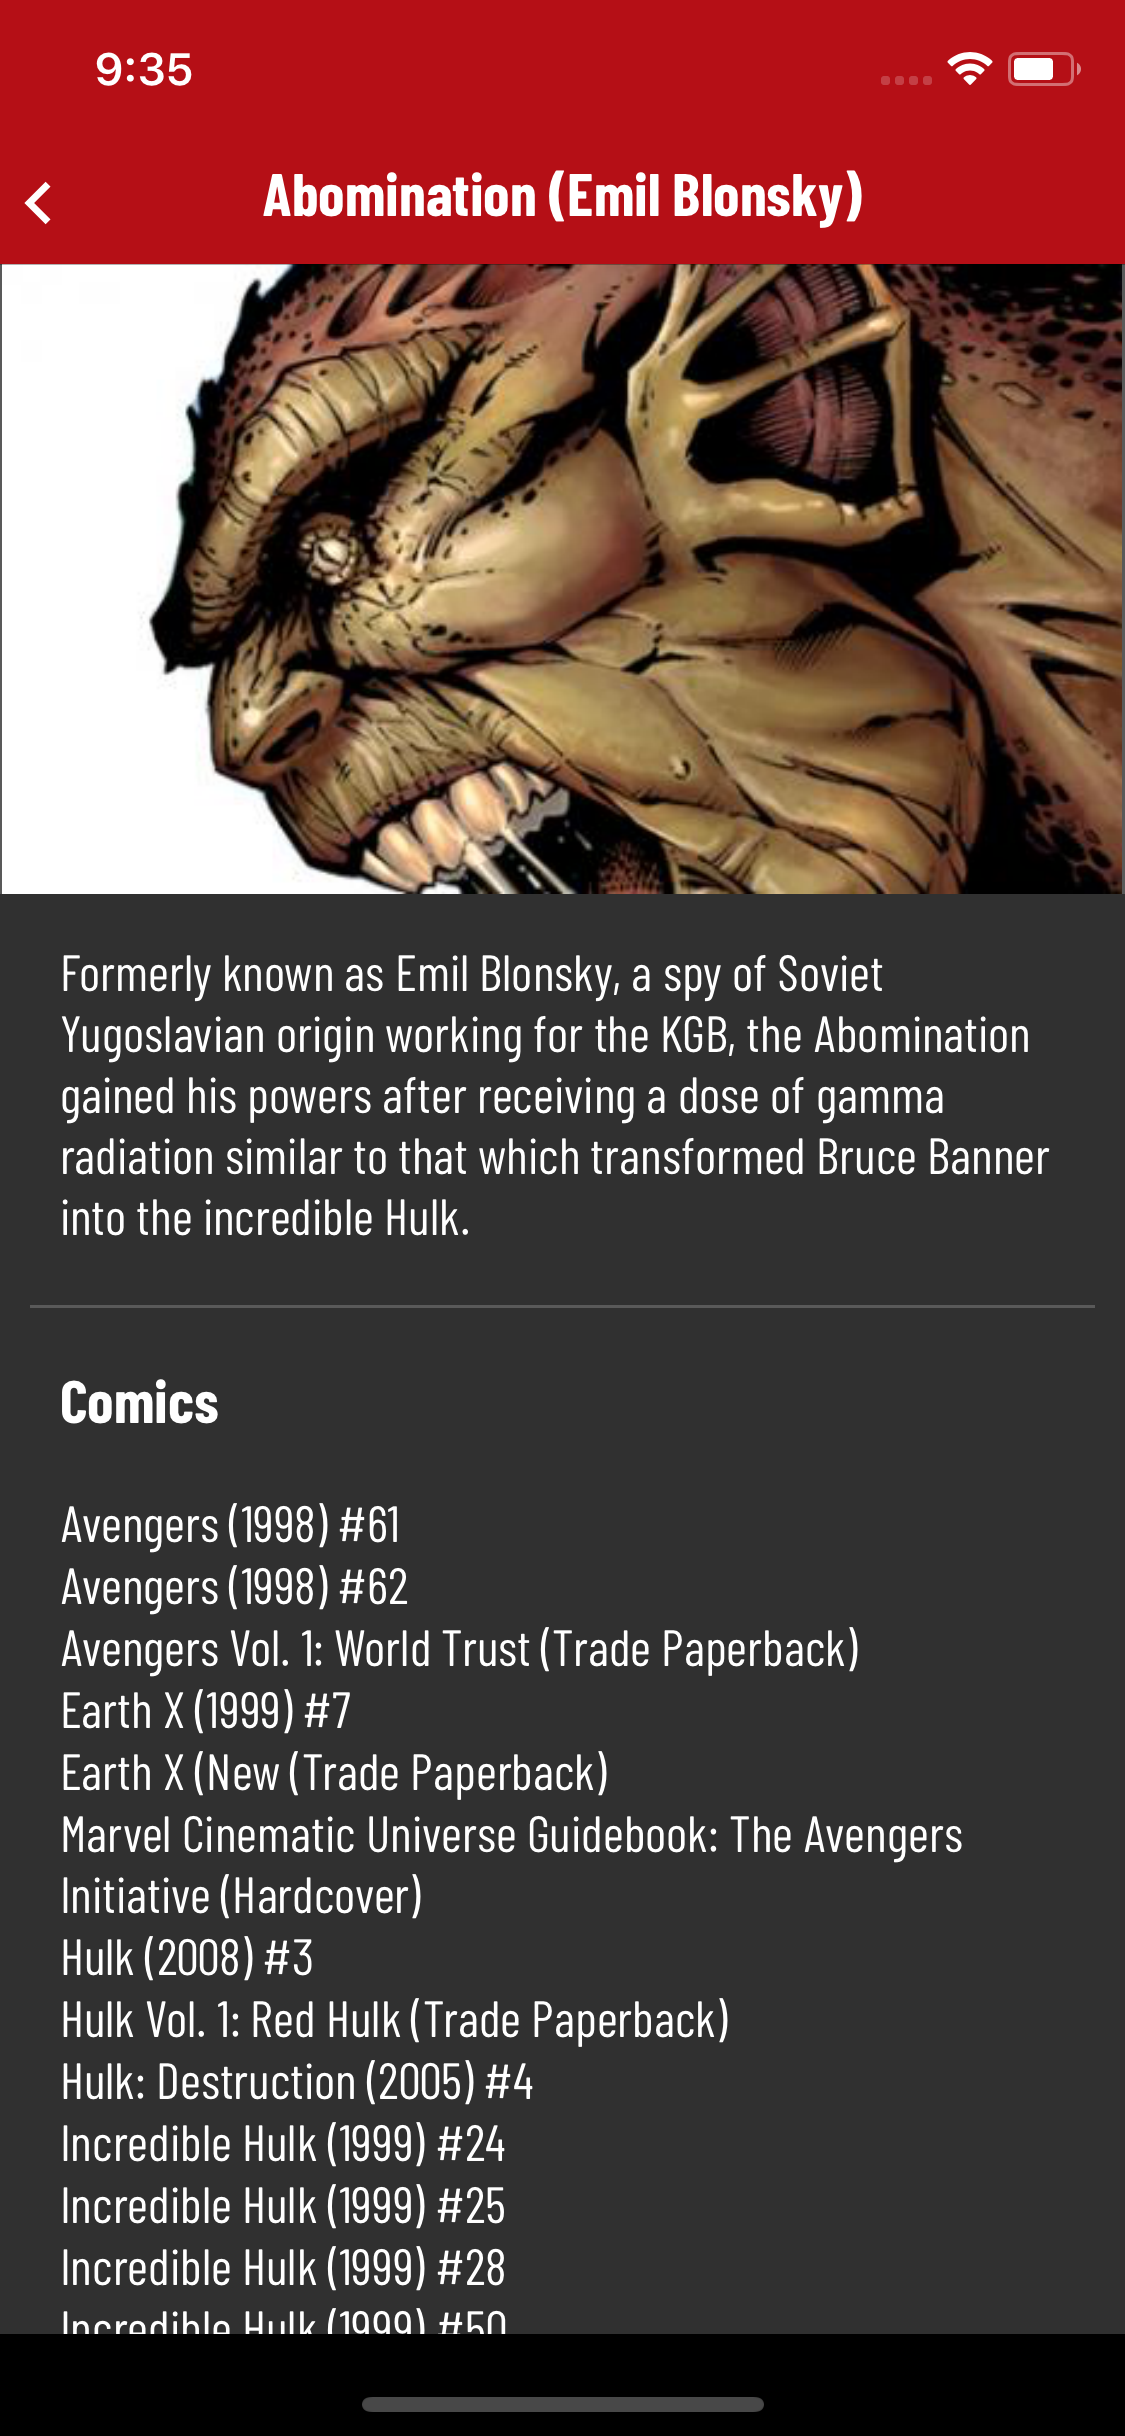 9:35
Abomination (Emil Blonsky)
Formerly known as Emil Blonsky, a spy of Soviet
Yugoslavian origin working for the KGB, the Abomination
gained his powers after receiving a dose of gamma
radiation similar to that which transformed Bruce Banner
into the incredible Hulk.
Comics
Avengers (1998) #61
Avengers (1998) #62
Avengers Vol. 1: World Trust (Trade Paperback)
Earth X (1999) #7
Earth X (New (Trade Paperback)
Marvel Cinematic Universe Guidebook: The Avengers
Initiative (Hardcover)
Hulk (2008) #3
Hulk Vol. 1: Red Hulk (Trade Paperback)
Hulk: Destruction (2005) #4
Incredible Hulk (1999) #24
Incredible Hulk (1999) #25
Incredible Hulk (1999) #28
Incredible Hulk (1999) #50